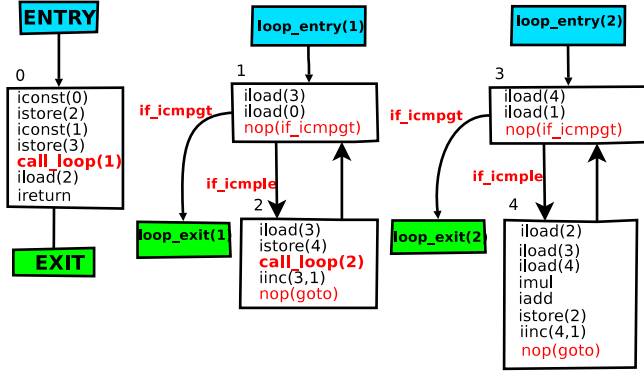 ENTRY
0
iconst(0)
istore(2)
iconst(1)
istore(3)
call_loop(1)
iload(2)
ireturn
EXIT
loop_entry(1)
1
iload(3)
iload(0)
nop(if_icmpgt)
if_icmpgt
if_icmple
loop_exit(1)
2
iload(3)
istore(4)
call_loop(2)
iinc(3,1)
nop(goto)
loop_entry(2)
3
iload(4)
iload(1)
nop(if_icmpgt)
if_icmpgt
if_icmple
loop_exit(2)
4
iload(2)
iload(3)
iload(4)
imul
iadd
istore(2)
iinc(4,1)
nop(goto)